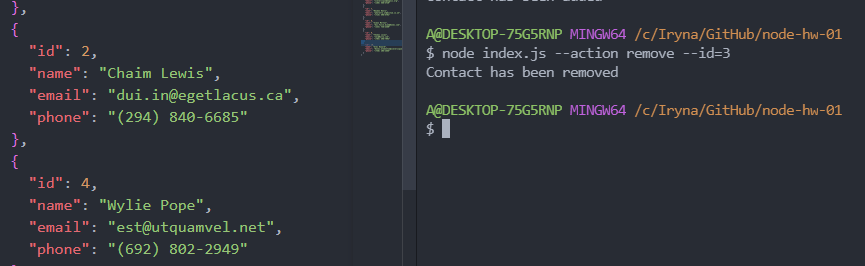 },
{
"id": 2,
"name": "Chaim Lewis",
"email": "dui.in@egetlacus.ca",
"phone": "(294) 840-6685"
},
{
"id": 4,
"name": "Wylie Pope",
"email": "est@utquamvel.net",
"phone": "(692) 802-2949"
A@DESKTOP-75G5RNP MINGW64 /c/Iryna/GitHub/node-hw-01
$ node index.js --action remove --id=3
Contact has been removed
A@DESKTOP-75G5RNP MINGW64 /c/Iryna/GitHub/node-hw-01
$